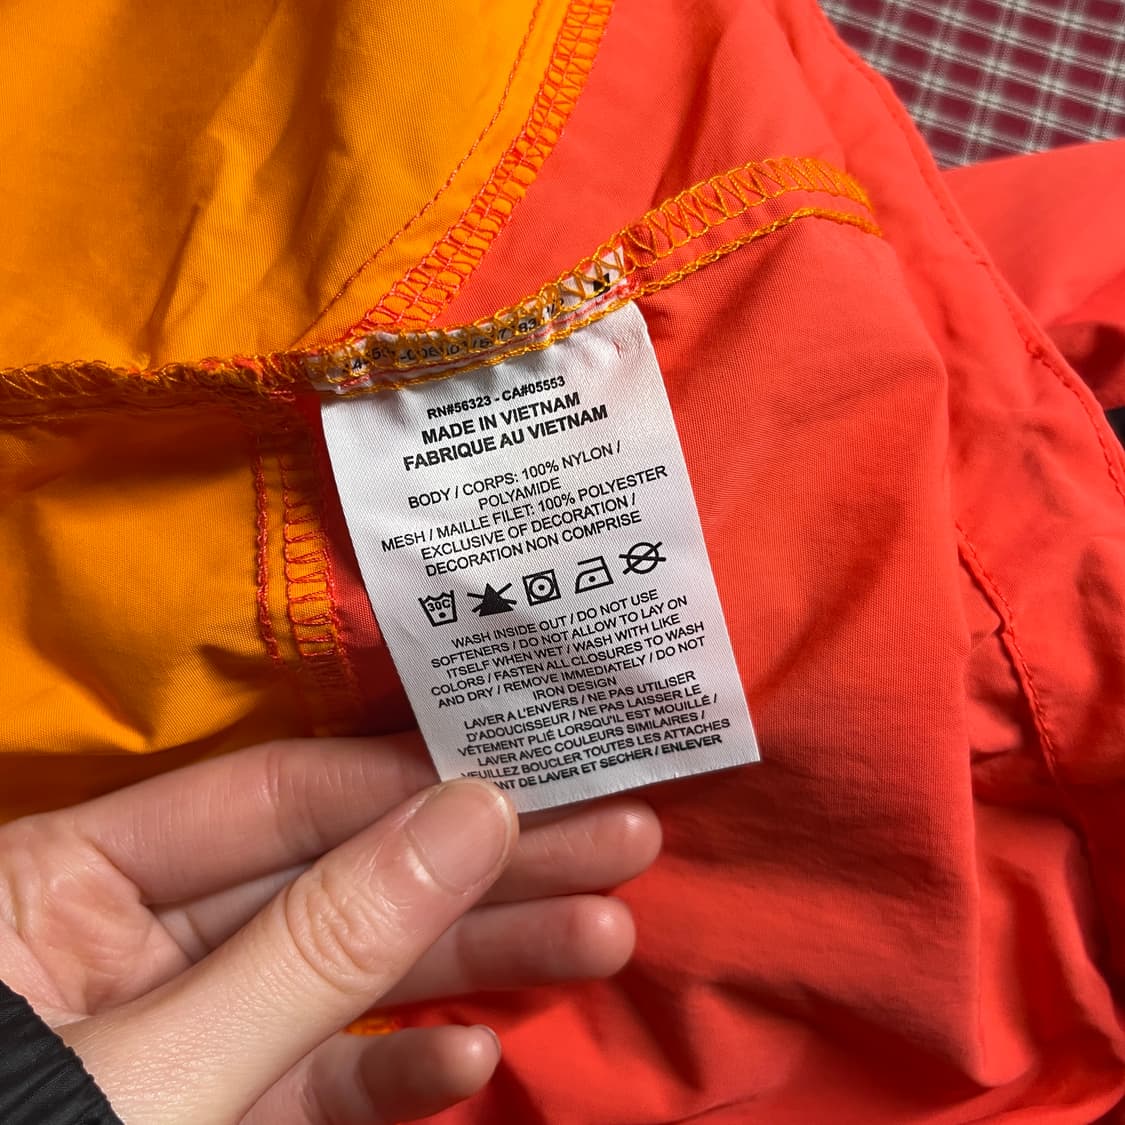 RN#56323 - CA#05553
MADE IN VIETNAM
FABRIQUE AU VIETNAM
BODY / CORPS: 100% NYLON /
POLYAMIDE
MESH / MAILLE FILET: 100% POLYESTER
EXCLUSIVE OF DECORATION /
DECORATION NON COMPRISE
30C
WASH INSIDE OUT / DO NOT USE
SOFTENERS / DO NOT ALLOW TO LAY ON
ITSELF WHEN WET / WASH WITH LIKE
COLORS / FASTEN ALL CLOSURES TO WASH
AND DRY / REMOVE IMMEDIATELY / DO NOT
IRON DESIGN
LAVER A L'ENVERS / NE PAS UTILISER
D'ADOUCISSEUR / NE PAS LAISSER LE
VÊTEMENT PLIÉ LORSQU'IL EST MOUILLÉ /
LAVER AVEC COULEURS SIMILAIRES /
VEUILLEZ BOUCLER TOUTES LES ATTACHES
DE LAVER ET SECHER / ENLEVER